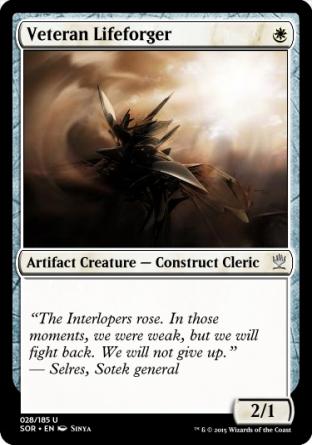 Veteran Lifeforger
Artifact Creature — Construct Cleric
“The Interlopers rose. In those
moments, we were weak, but we will
fight back. We will not give up.”
— Selres, Sotek general
2/1
028/185 U
SOR • EN Sinya
™ & © 2015 Wizards of the Coast